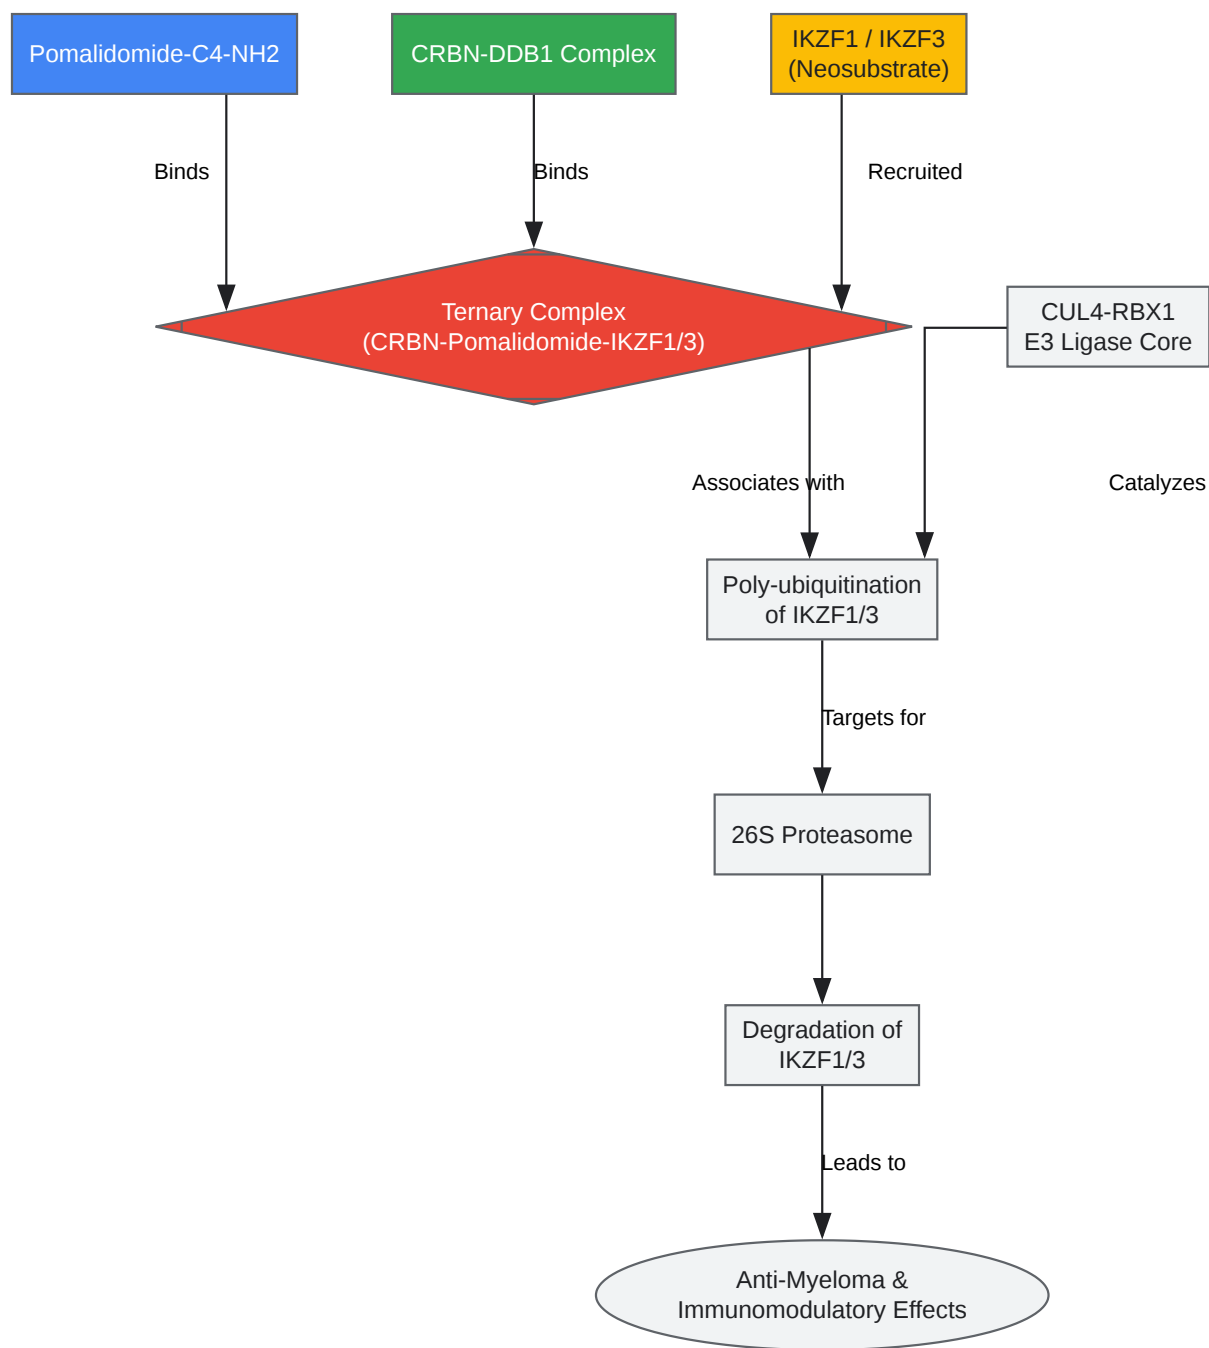 Pomalidomide-C4-NH2
CRBN-DDB1 Complex
IKZF1 / IKZF3
(Neosubstrate)
Binds
Binds
Recruited
Ternary Complex
(CRBN-Pomalidomide-IKZF1/3)
CUL4-RBX1
E3 Ligase Core
Associates with
Catalyzes
Poly-ubiquitination
of IKZF1/3
Targets for
26S Proteasome
Degradation of
IKZF1/3
Leads to
Anti-Myeloma &
Immunomodulatory Effects